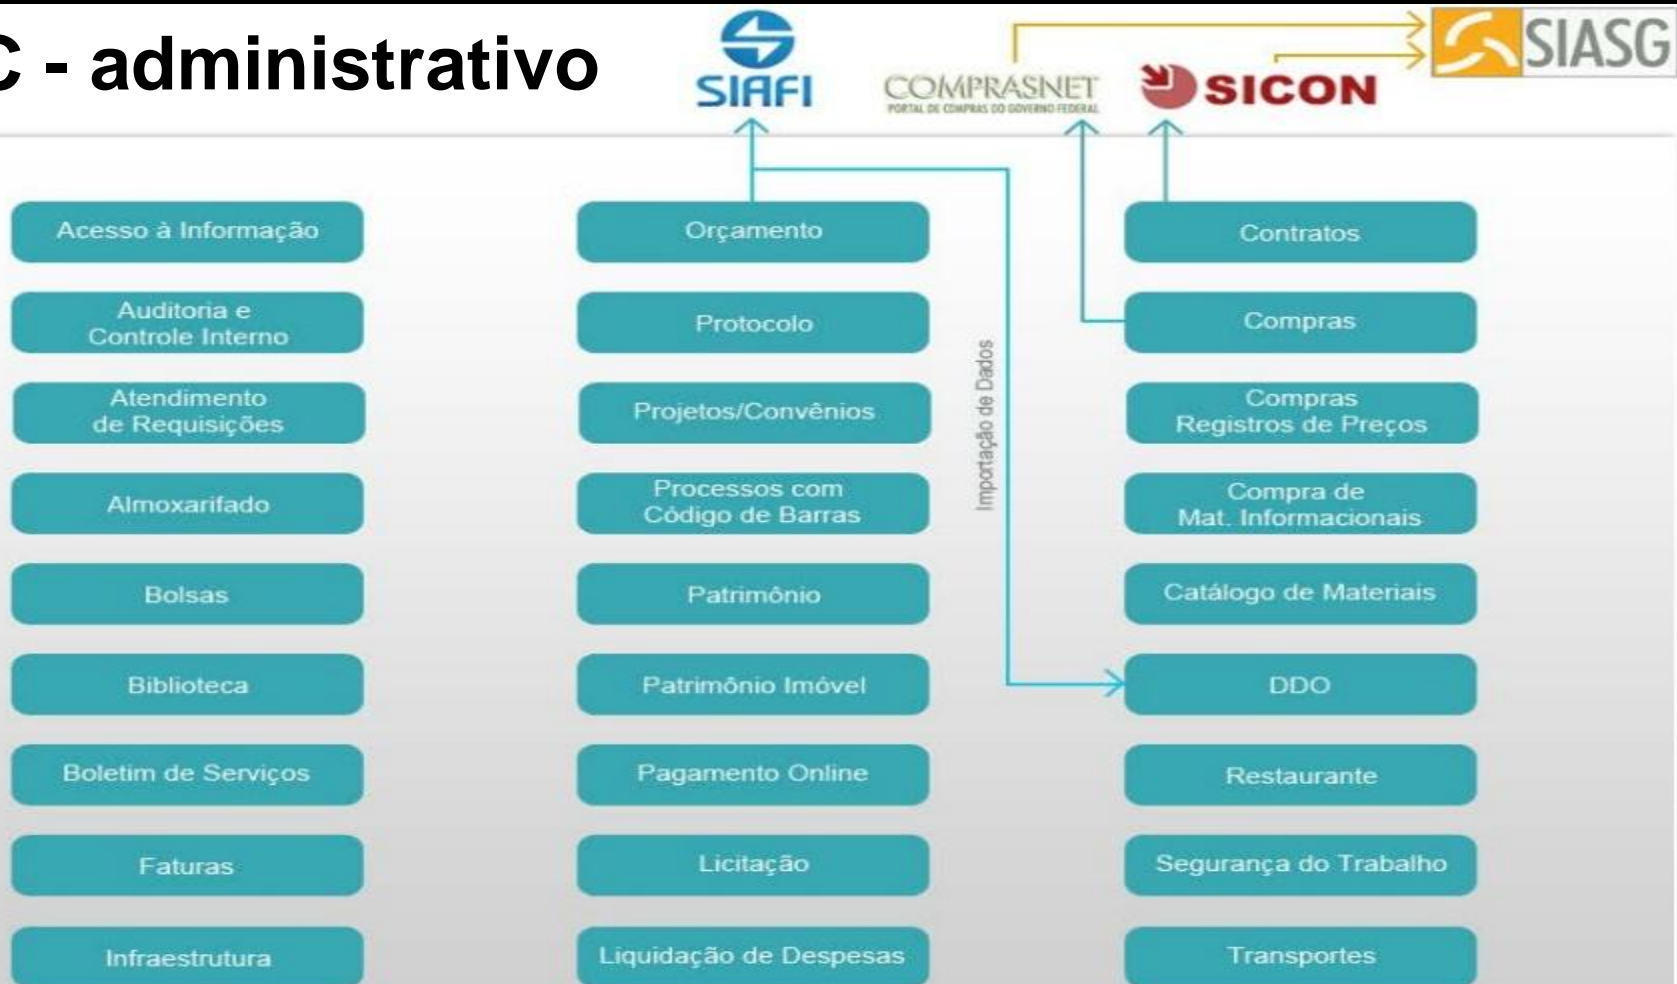 C - administrativo
SIAFI
COMPRASNET
PORTAL DE COMPRAS DO GOVERNO FEDERAL
SICON
SIASG
Acesso à Informação
Auditoria e
Controle Interno
Atendimento
de Requisições
Almoxarifado
Bolsas
Biblioteca
Boletim de Serviços
Faturas
Infraestrutura
Orçamento
Protocolo
Projetos/Convênios
Processos com
Código de Barras
Patrimônio
Patrimônio Imóvel
Pagamento Online
Licitação
Liquidação de Despesas
Importação de Dados
Contratos
Compras
Compras
Registros de Preços
Compra de
Mat. Informacionais
Catálogo de Materiais
DDO
Restaurante
Segurança do Trabalho
Transportes